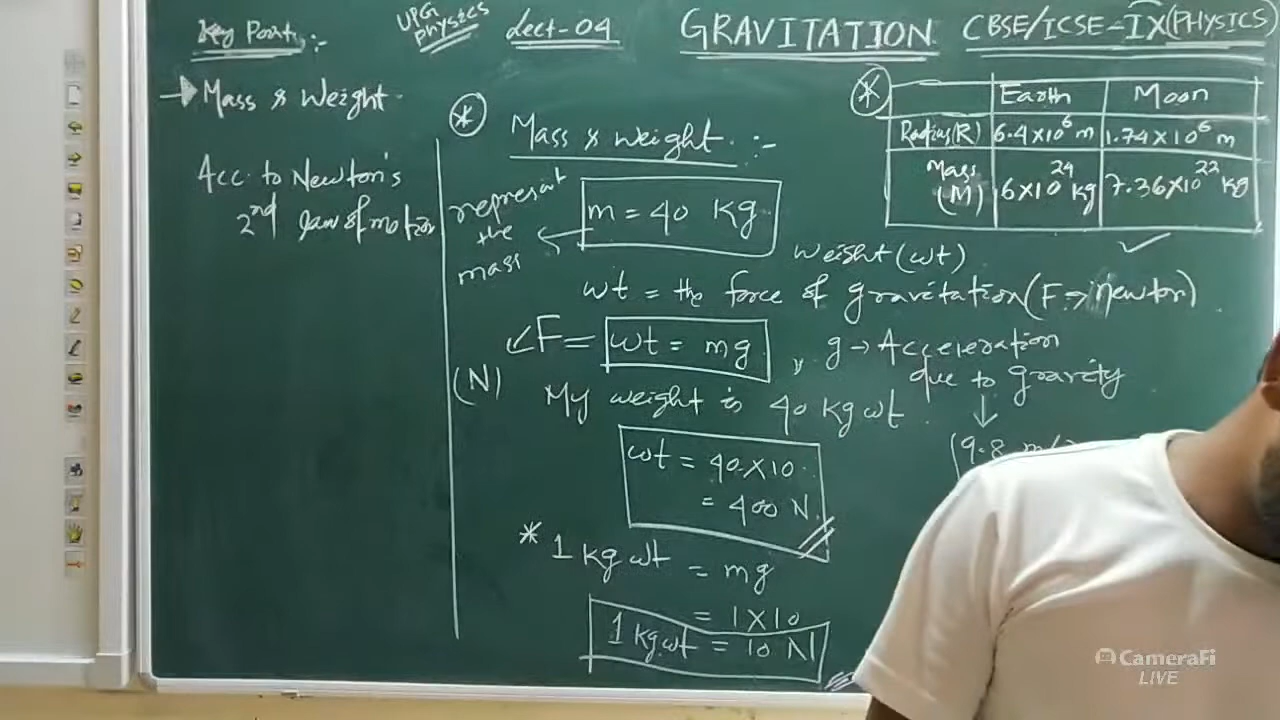 Key Point :-
UPG Physics
Lect-04
GRAVITATION
CBSE/ICSE-IX(PHYSICS)
→ Mass & Weight
Acc. to Newton's
2nd law of motion
* Mass & weight :-
represent
the
mass
m = 40 kg
* Earth Moon
Radius(R) 6.4×10⁶ m 1.74×10⁶ m
Mass (M) 6×10²⁴ kg 7.36×10²² kg
Weight (wt)
wt = the force of gravitation (F → newton)
F = wt = mg , g → Acceleration
due to gravity
(N)
My weight is 40 kg wt.
9.8
wt = 40×10
= 400 N
* 1 kg wt = mg
= 1×10
1 kg wt = 10 N
CameraFi
LIVE